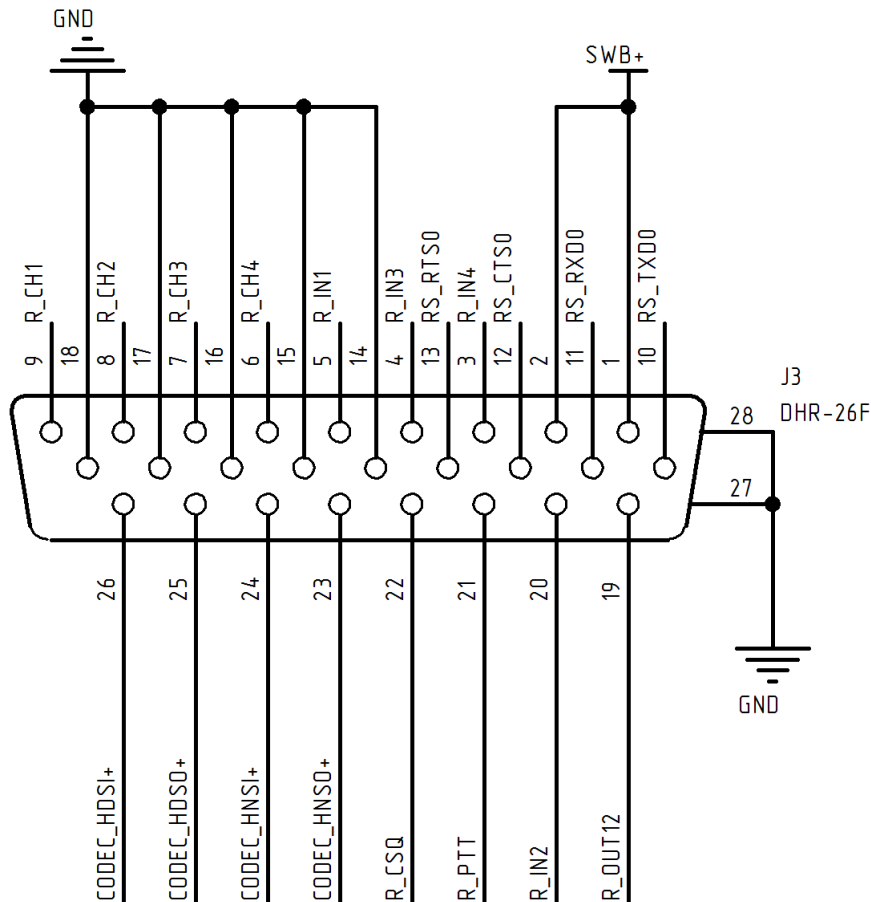 GND
SWB+
R_CH1
R_CH2
R_CH3
R_CH4
R_IN1
R_IN3
RS_RTS0
R_IN4
RS_CTS0
RS_RXD0
RS_TXD0
9
18
8
17
7
16
6
15
5
14
4
13
3
12
2
11
1
10
J3
DHR-26F
28
27
26
25
24
23
22
21
20
19
GND
CODEC_HDSI+
CODEC_HDSO+
CODEC_HNSI+
CODEC_HNSO+
R_CSQ
R_PTT
R_IN2
R_OUT12